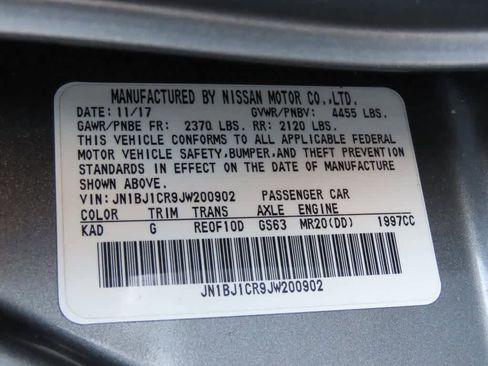 MANUFACTURED BY NISSAN MOTOR CO.,LTD.
DATE: 11/17 GVWR/PNBV: 4455 LBS.
GAWR/PNBE FR: 2370 LBS. RR: 2120 LBS.
THIS VEHICLE CONFORMS TO ALL APPLICABLE FEDERAL
MOTOR VEHICLE SAFETY,BUMPER,AND THEFT PREVENTION
STANDARDS IN EFFECT ON THE DATE OF MANUFACTURE
SHOWN ABOVE.
VIN: JN1BJ1CR9JW200902 PASSENGER CAR
COLOR TRIM TRANS AXLE ENGINE
KAD G RE0F10D GS63 MR20(DD) 1997CC
JN1BJ1CR9JW200902